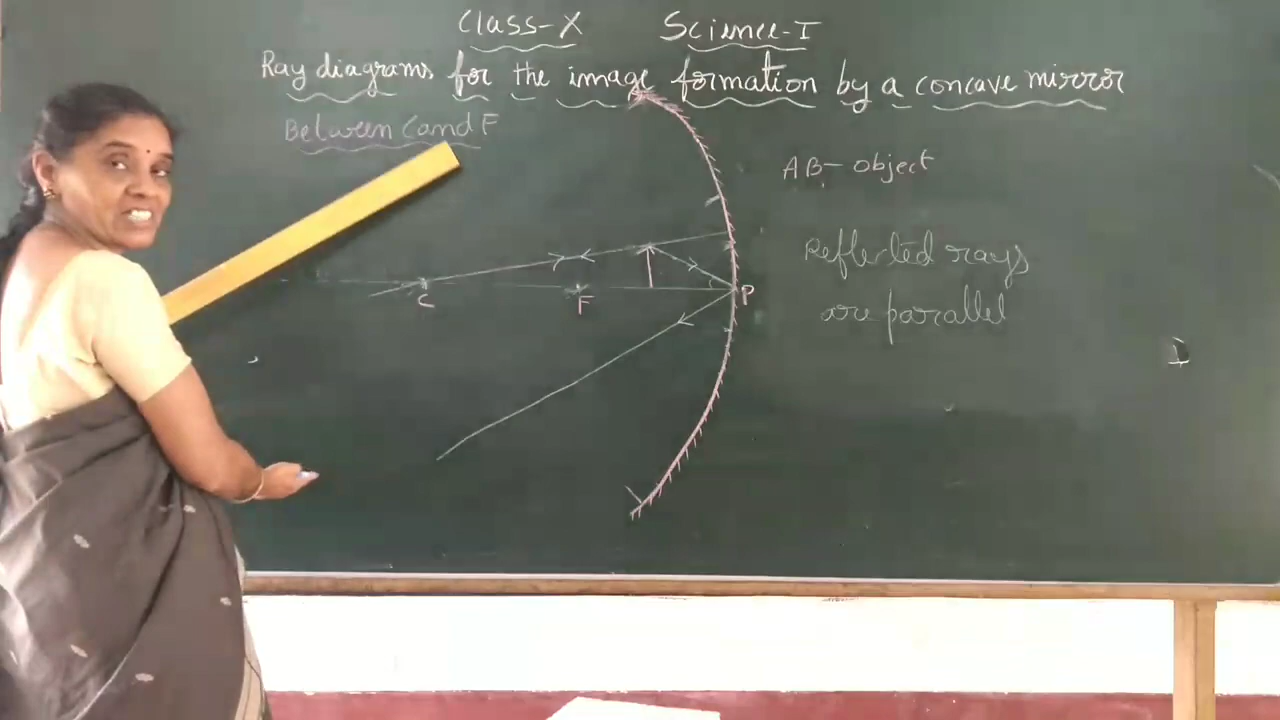 Class-X Science-I
Ray diagrams for the image formation by a concave mirror
Between C and F
AB- Object
Reflected rays
are parallel
C F P
I